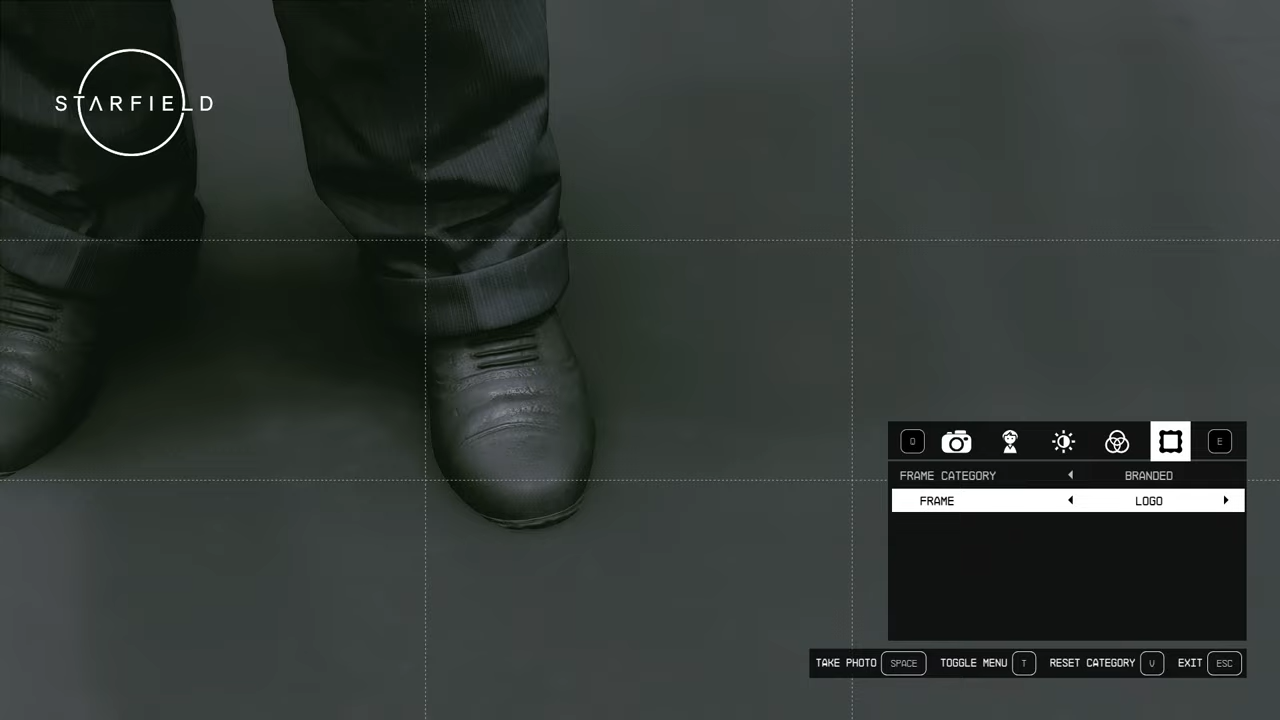 STARFIELD
Q
E
FRAME CATEGORY BRANDED
FRAME LOGO
TAKE PHOTO SPACE TOGGLE MENU T RESET CATEGORY V EXIT ESC